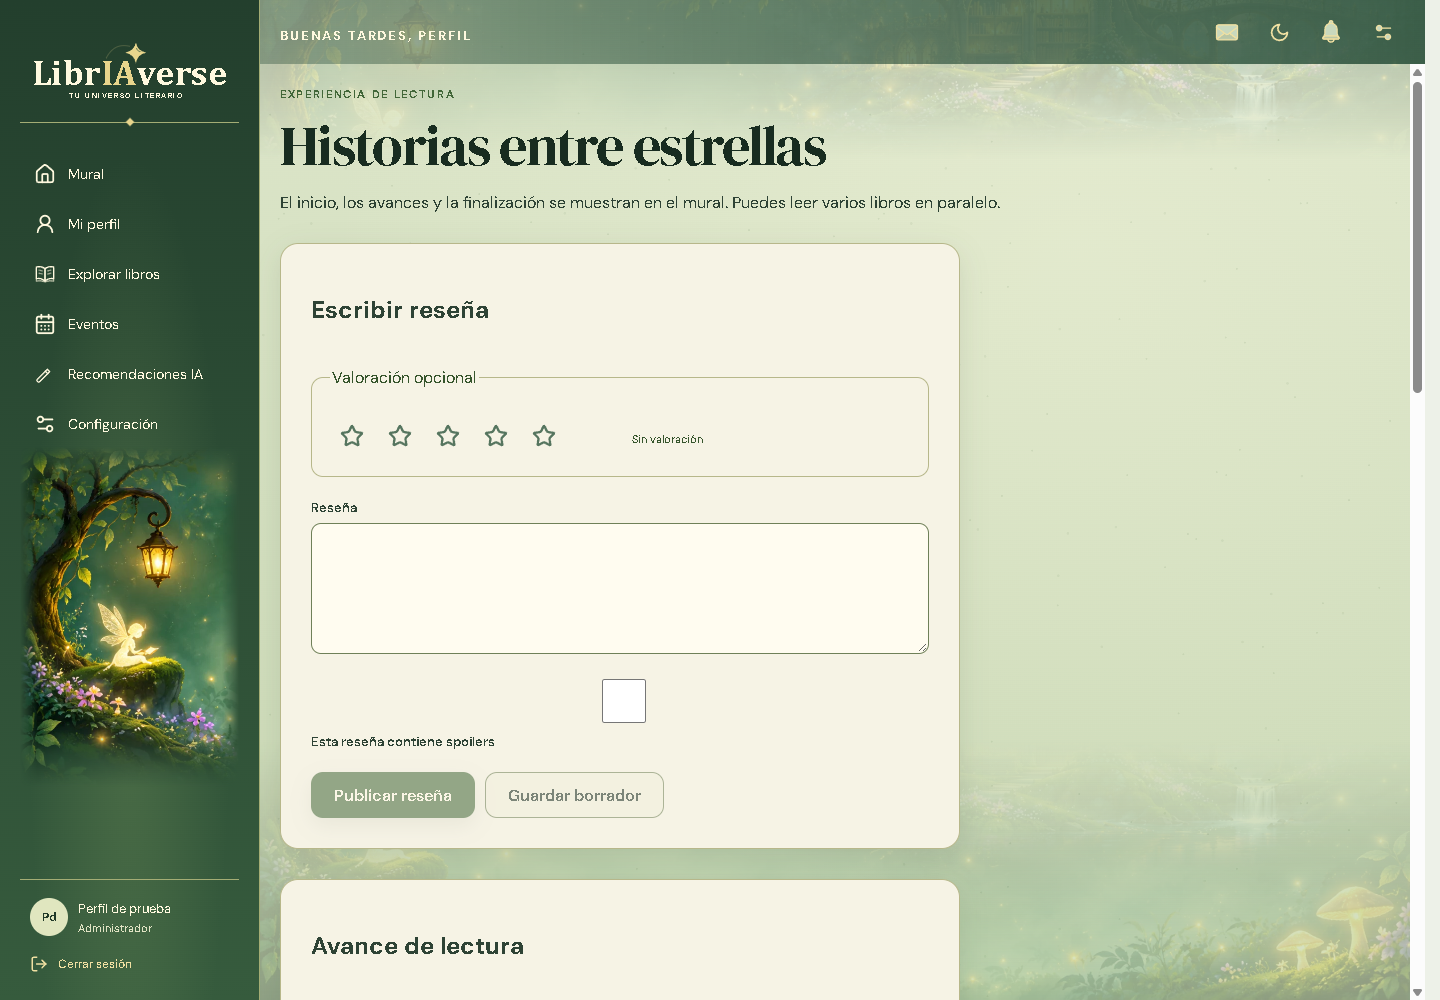 LibrIAverse
TU UNIVERSO LITERARIO
Mural
Mi perfil
Explorar libros
Eventos
Recomendaciones IA
Configuración
Pd
Perfil de prueba
Administrador
Cerrar sesión
BUENAS TARDES, PERFIL
EXPERIENCIA DE LECTURA
Historias entre estrellas
El inicio, los avances y la finalización se muestran en el mural. Puedes leer varios libros en paralelo.
Escribir reseña
Valoración opcional
Sin valoración
Reseña
Esta reseña contiene spoilers
Publicar reseña
Guardar borrador
Avance de lectura